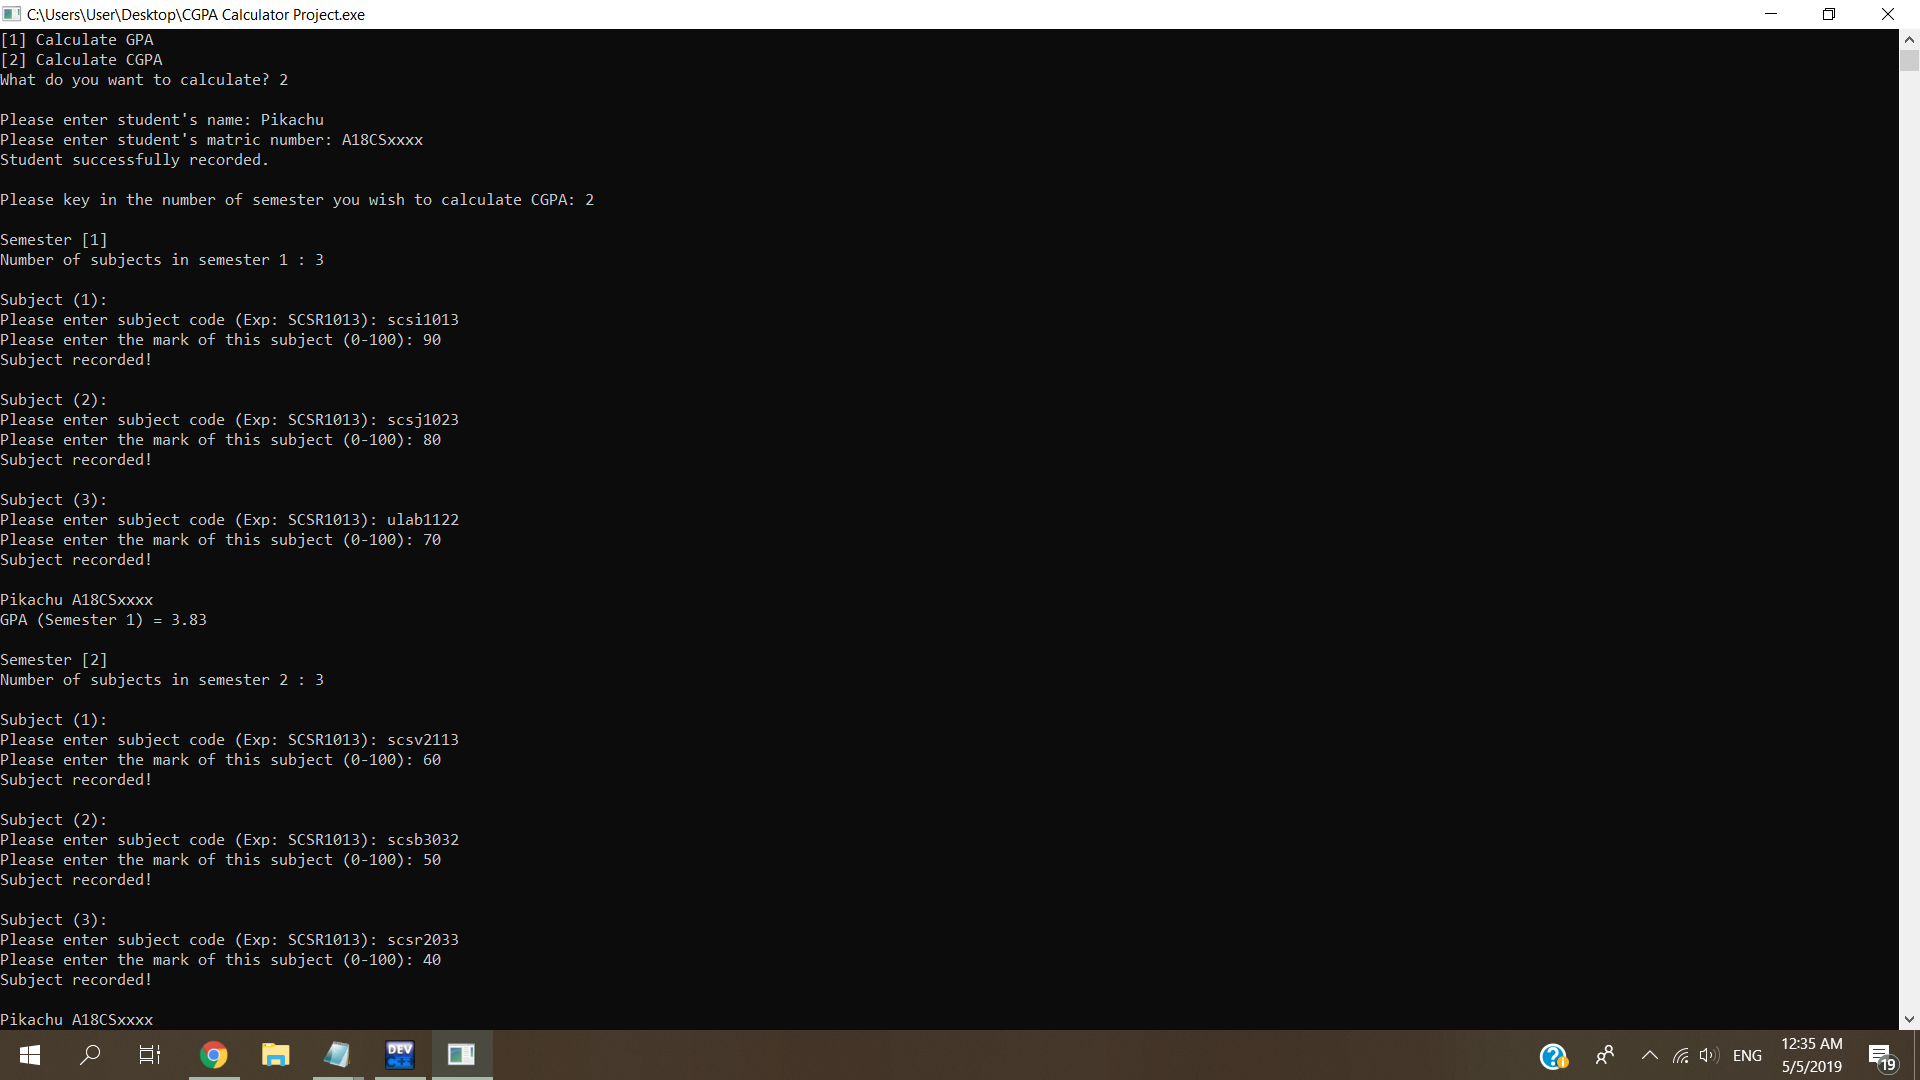 C:\Users\User\Desktop\CGPA Calculator Project.exe
[1] Calculate GPA
[2] Calculate CGPA
What do you want to calculate? 2
Please enter student's name: Pikachu
Please enter student's matric number: A18CSxxxx
Student successfully recorded.
Please key in the number of semester you wish to calculate CGPA: 2
Semester [1]
Number of subjects in semester 1 : 3
Subject (1):
Please enter subject code (Exp: SCSR1013): scsi1013
Please enter the mark of this subject (0-100): 90
Subject recorded!
Subject (2):
Please enter subject code (Exp: SCSR1013): scsj1023
Please enter the mark of this subject (0-100): 80
Subject recorded!
Subject (3):
Please enter subject code (Exp: SCSR1013): ulab1122
Please enter the mark of this subject (0-100): 70
Subject recorded!
Pikachu A18CSxxxx
GPA (Semester 1) = 3.83
Semester [2]
Number of subjects in semester 2 : 3
Subject (1):
Please enter subject code (Exp: SCSR1013): scsv2113
Please enter the mark of this subject (0-100): 60
Subject recorded!
Subject (2):
Please enter subject code (Exp: SCSR1013): scsb3032
Please enter the mark of this subject (0-100): 50
Subject recorded!
Subject (3):
Please enter subject code (Exp: SCSR1013): scsr2033
Please enter the mark of this subject (0-100): 40
Subject recorded!
Pikachu A18CSxxxx
DEV
C++
ENG
12:35 AM
5/5/2019
19